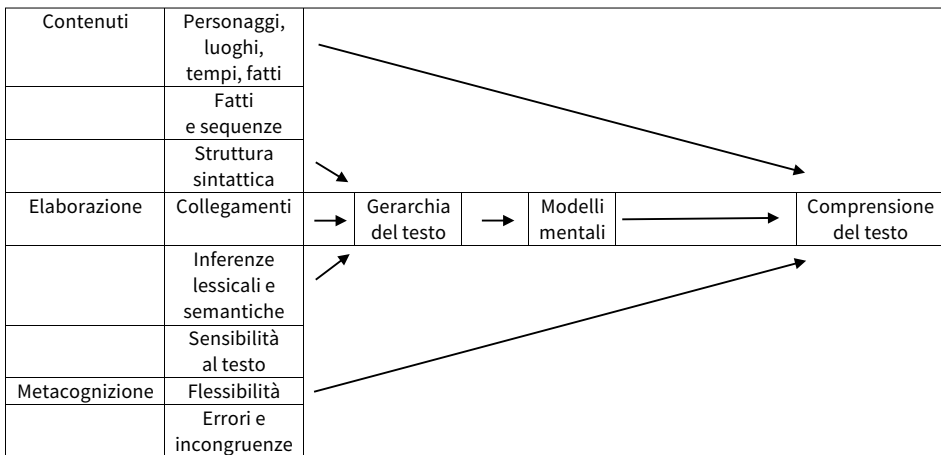 Contenuti
Personaggi,
luoghi,
tempi, fatti
Fatti
e sequenze
Struttura
sintattica
Elaborazione
Collegamenti
Gerarchia
del testo
Modelli
mentali
Comprensione
del testo
Inferenze
lessicali e
semantiche
Sensibilità
al testo
Metacognizione
Flessibilità
Errori e
incongruenze